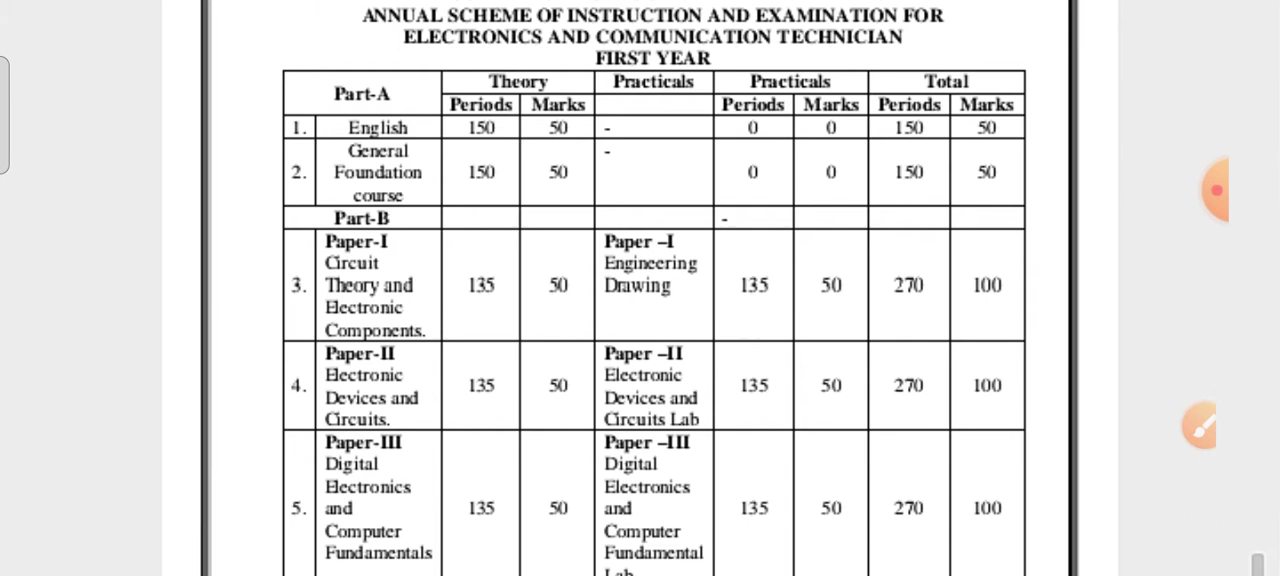 ANNUAL SCHEME OF INSTRUCTION AND EXAMINATION FOR
ELECTRONICS AND COMMUNICATION TECHNICIAN
FIRST YEAR
Part-A Theory Practicals Practicals Total
Periods Marks Periods Marks Periods Marks
1. English 150 50 - 0 0 150 50
2. General Foundation course 150 50 - 0 0 150 50
Part-B -
3. Paper-I Circuit Theory and Electronic Components. 135 50 Paper –I Engineering Drawing 135 50 270 100
4. Paper-II Electronic Devices and Circuits. 135 50 Paper –II Electronic Devices and Circuits Lab 135 50 270 100
5. Paper-III Digital Electronics and Computer Fundamentals 135 50 Paper –III Digital Electronics and Computer Fundamental Lab 135 50 270 100